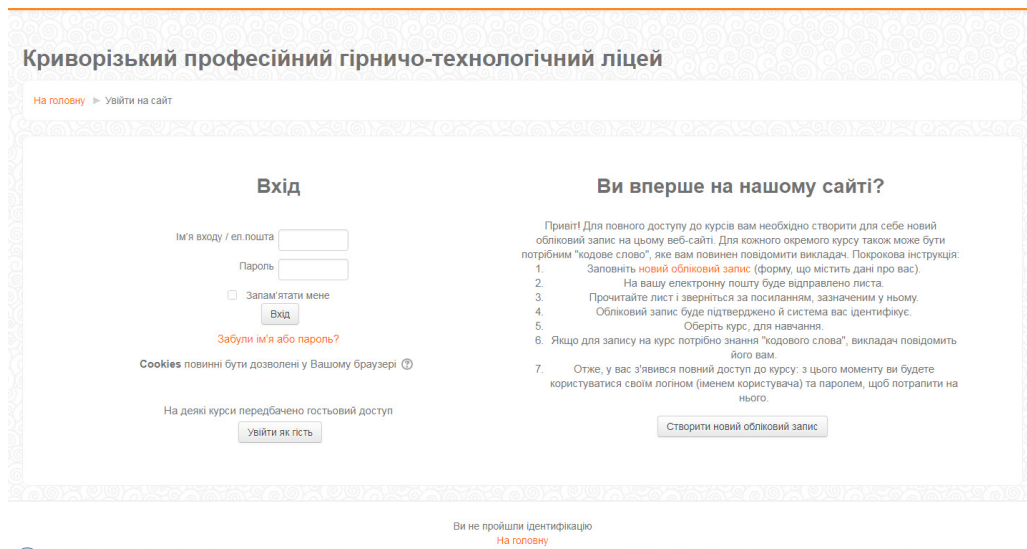 Криворізький професійний гірничо-технологічний ліцей
На головну ► Увійти на сайт
Вхід
Ім'я входу / ел.пошта
Пароль
Запам'ятати мене
Вхід
Забули ім'я або пароль?
Cookies повинні бути дозволені у Вашому браузері
На деякі курси передбачено гостьовий доступ
Увійти як гість
Ви вперше на нашому сайті?
Привіт! Для повного доступу до курсів вам необхідно створити для себе новий
обліковий запис на цьому веб-сайті. Для кожного окремого курсу також може бути
потрібним "кодове слово", яке вам повинен повідомити викладач. Покрокова інструкція:
1. Заповніть новий обліковий запис (форму, що містить дані про вас).
2. На вашу електронну пошту буде відправлено листа.
3. Прочитайте лист і зверніться за посиланням, зазначеним у ньому.
4. Обліковий запис буде підтверджено й система вас ідентифікує.
5. Оберіть курс, для навчання.
6. Якщо для запису на курс потрібно знання "кодового слова", викладач повідомить
його вам.
7. Отже, у вас з'явився повний доступ до курсу: з цього моменту ви будете
користуватися своїм логіном (іменем користувача) та паролем, щоб потрапити на
нього.
Створити новий обліковий запис
Ви не пройшли ідентифікацію
На головну